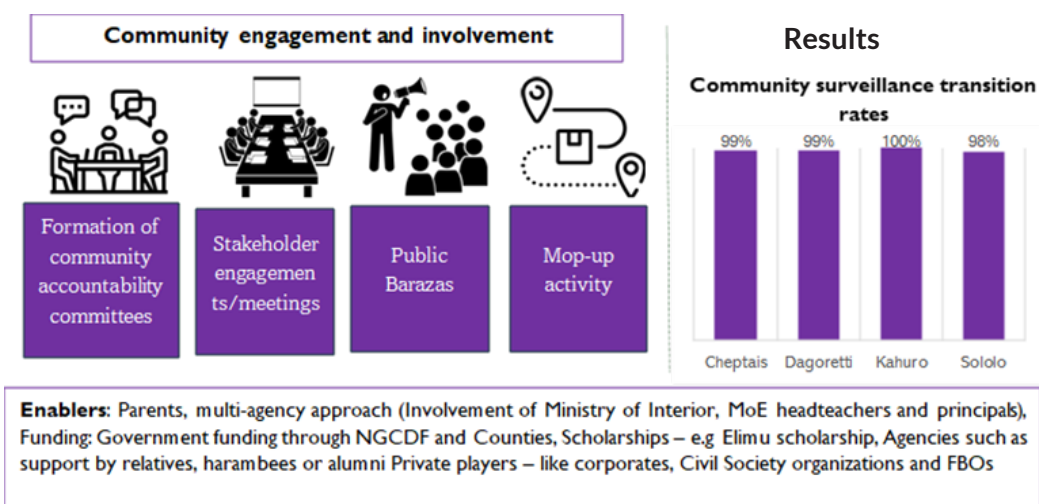 Community engagement and involvement
Formation of
community
accountability
committees
Stakeholder
engagemen
ts/meetings
Public
Barazas
Mop-up
activity
Results
Community surveillance transition
rates
99% 99% 100% 98%
Cheptais Dagoretti Kahuro Sololo
Enablers: Parents, multi-agency approach (Involvement of Ministry of Interior, MoE headteachers and principals),
Funding: Government funding through NGCDF and Counties, Scholarships – e.g Elimu scholarship, Agencies such as
support by relatives, harambees or alumni Private players – like corporates, Civil Society organizations and FBOs